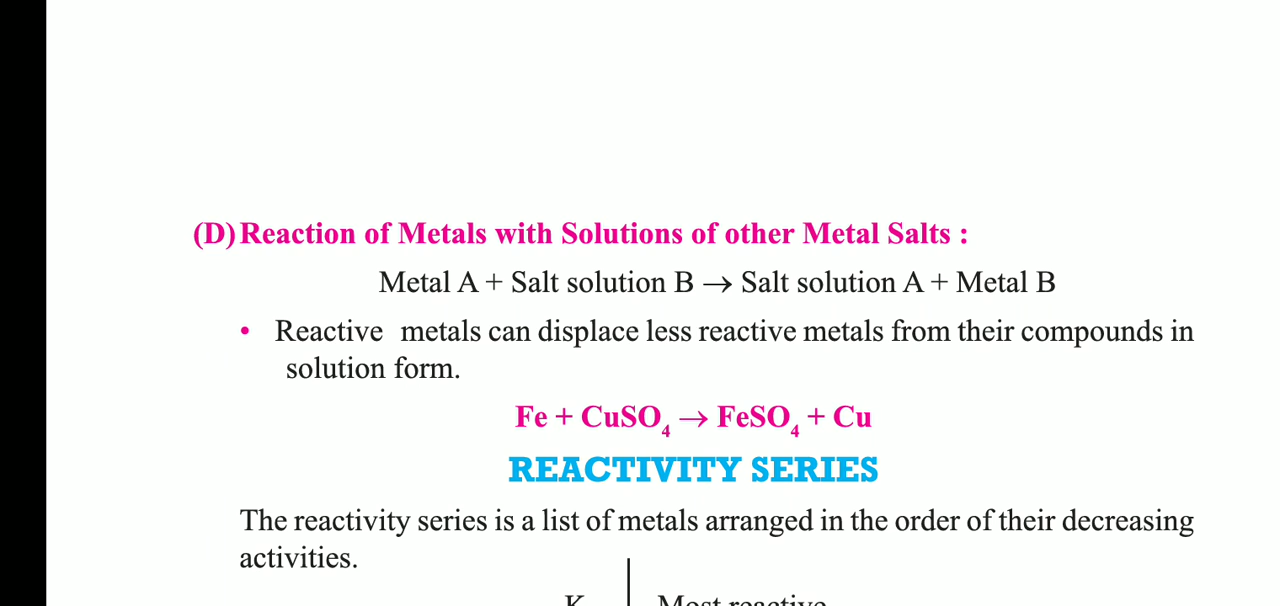 (D) Reaction of Metals with Solutions of other Metal Salts :
Metal A + Salt solution B → Salt solution A + Metal B
• Reactive metals can displace less reactive metals from their compounds in
solution form.
Fe + CuSO₄ → FeSO₄ + Cu
REACTIVITY SERIES
The reactivity series is a list of metals arranged in the order of their decreasing
activities.
K Most reactive